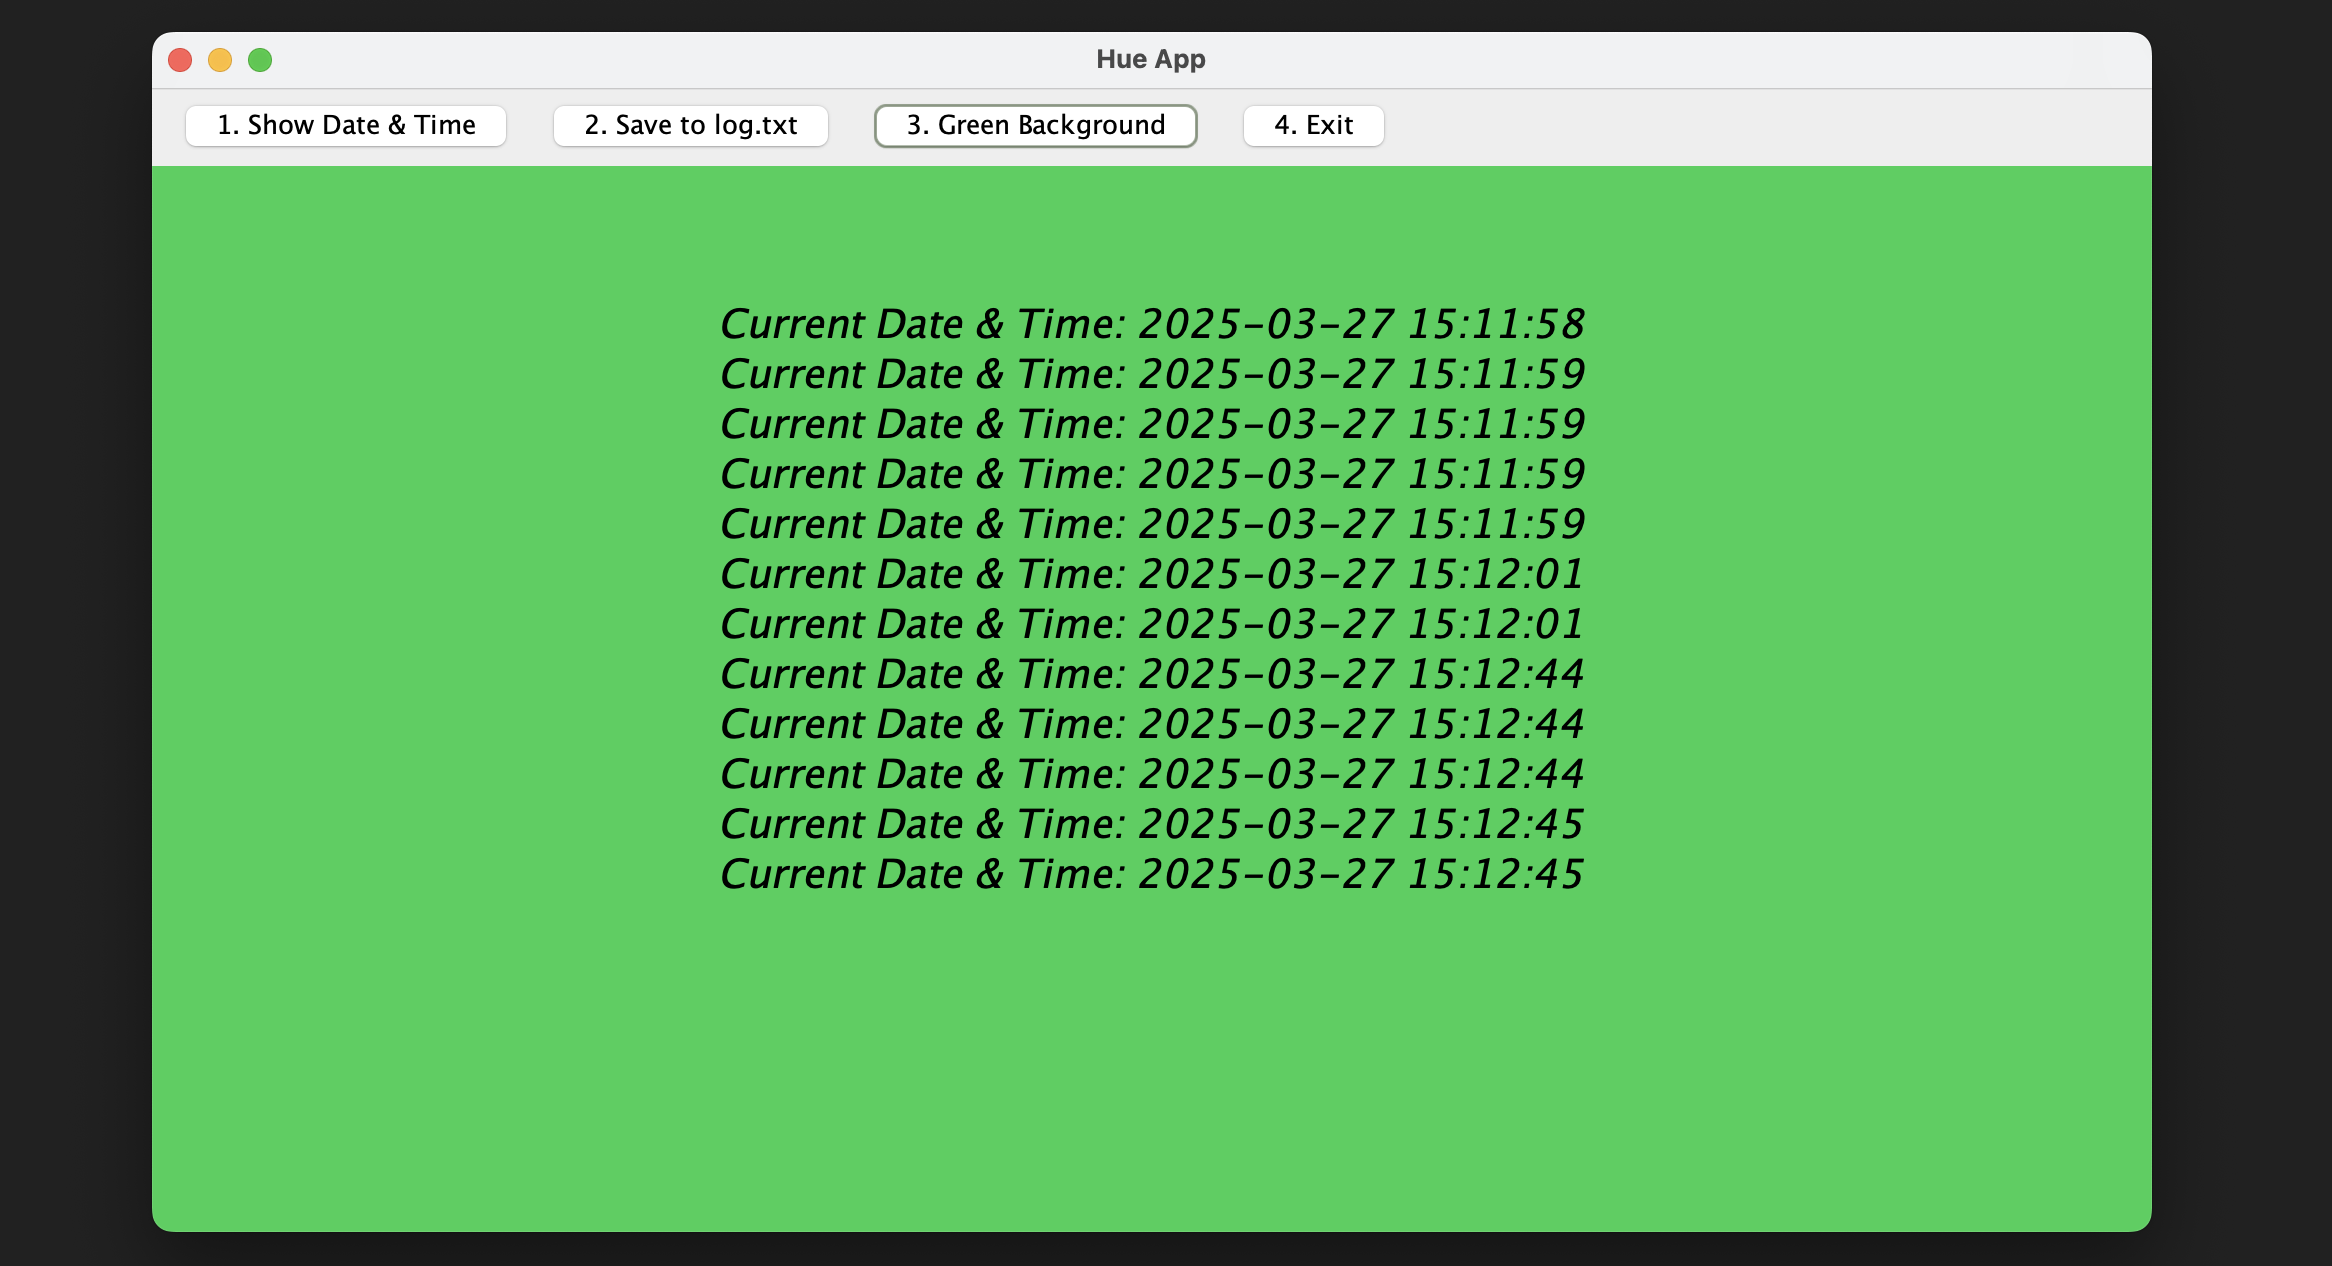 Hue App
1. Show Date & Time 2. Save to log.txt 3. Green Background 4. Exit
Current Date & Time: 2025-03-27 15:11:58
Current Date & Time: 2025-03-27 15:11:59
Current Date & Time: 2025-03-27 15:11:59
Current Date & Time: 2025-03-27 15:11:59
Current Date & Time: 2025-03-27 15:11:59
Current Date & Time: 2025-03-27 15:12:01
Current Date & Time: 2025-03-27 15:12:01
Current Date & Time: 2025-03-27 15:12:44
Current Date & Time: 2025-03-27 15:12:44
Current Date & Time: 2025-03-27 15:12:44
Current Date & Time: 2025-03-27 15:12:45
Current Date & Time: 2025-03-27 15:12:45